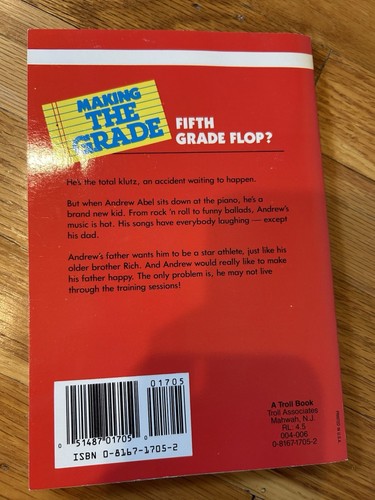 MAKING
THE
GRADE
FIFTH
GRADE FLOP?
He's the total klutz, an accident waiting to happen.
But when Andrew Abel sits down at the piano, he's a
brand new kid. From rock 'n roll to funny ballads, Andrew's
music is hot. His songs have everybody laughing — except
his dad.
Andrew's father wants him to be a star athlete, just like his
older brother Rich. And Andrew would really like to make
his father happy. The only problem is, he may not live
through the training sessions!
01705
0 51487 01705 2
ISBN 0-8167-1705-2
A Troll Book
Troll Associates
Mahwah, N.J.
RL: 4.5
004-006
0-8167-1705-2